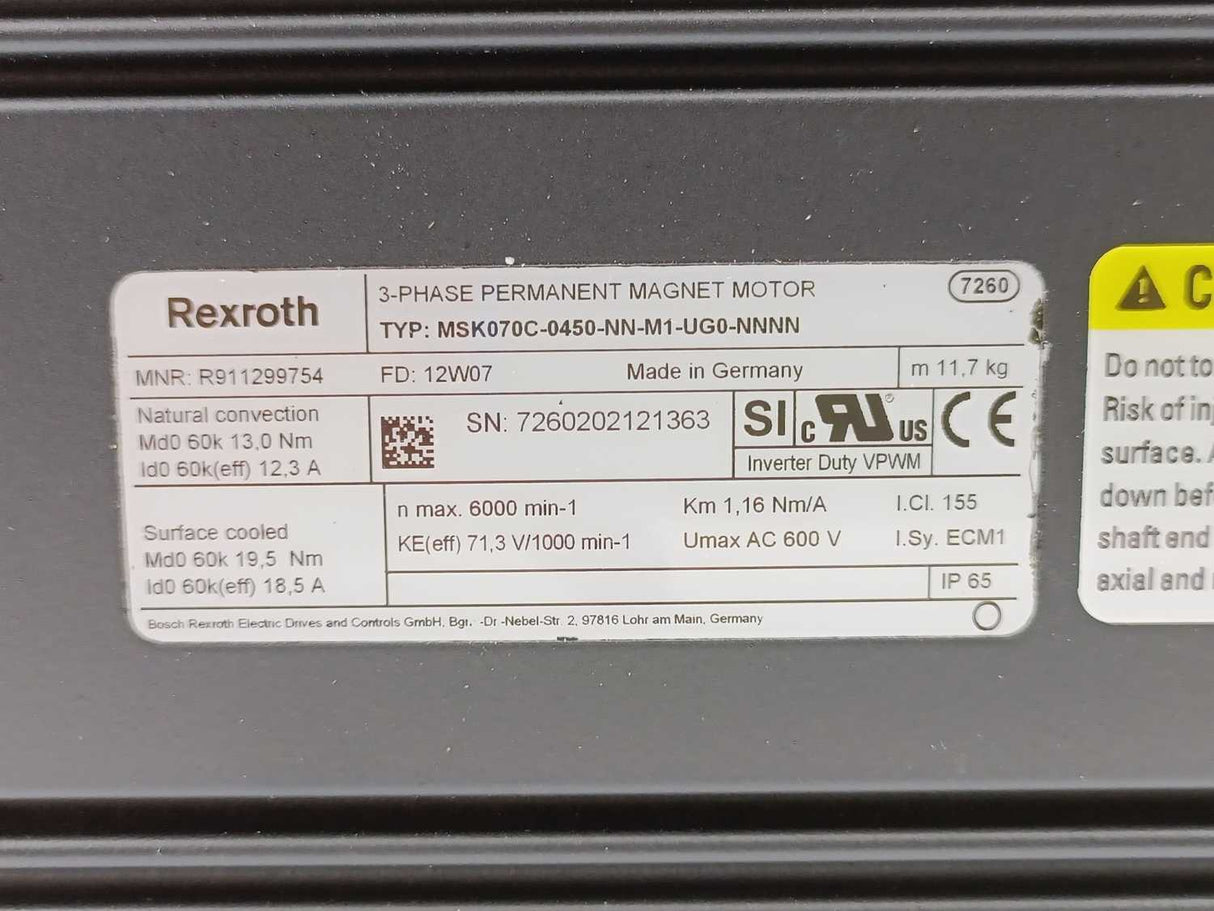 Rexroth
3-PHASE PERMANENT MAGNET MOTOR
7260
TYP: MSK070C-0450-NN-M1-UG0-NNNN
MNR: R911299754
FD: 12W07
Made in Germany
m 11,7 kg
Natural convection
Md0 60k 13,0 Nm
Id0 60k(eff) 12,3 A
SN: 7260202121363
SI
c RU ® US
CE
Inverter Duty VPWM
Surface cooled
Md0 60k 19,5 Nm
Id0 60k(eff) 18,5 A
n max. 6000 min-1
Km 1,16 Nm/A
I.Cl. 155
KE(eff) 71,3 V/1000 min-1
Umax AC 600 V
I.Sy. ECM1
IP 65
Bosch Rexroth Electric Drives and Controls GmbH, Bgr. -Dr -Nebel-Str. 2, 97816 Lohr am Main, Germany
C
Do not to
Risk of in
surface. A
down bef
shaft and
axial and